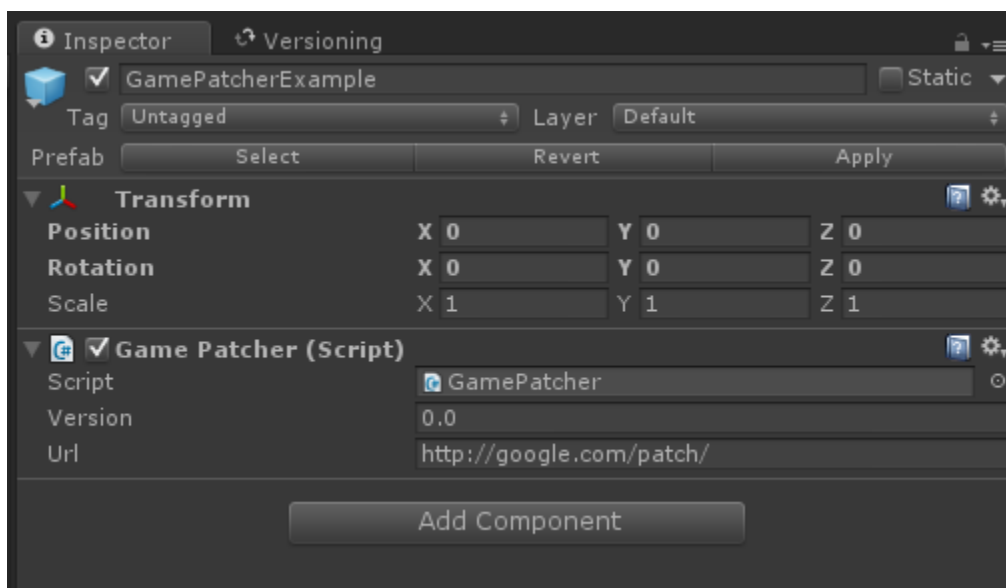 Inspector Versioning
GamePatcherExample Static
Tag Untagged Layer Default
Prefab Select Revert Apply
Transform
Position X 0 Y 0 Z 0
Rotation X 0 Y 0 Z 0
Scale X 1 Y 1 Z 1
Game Patcher (Script)
Script GamePatcher
Version 0.0
Url http://google.com/patch/
Add Component